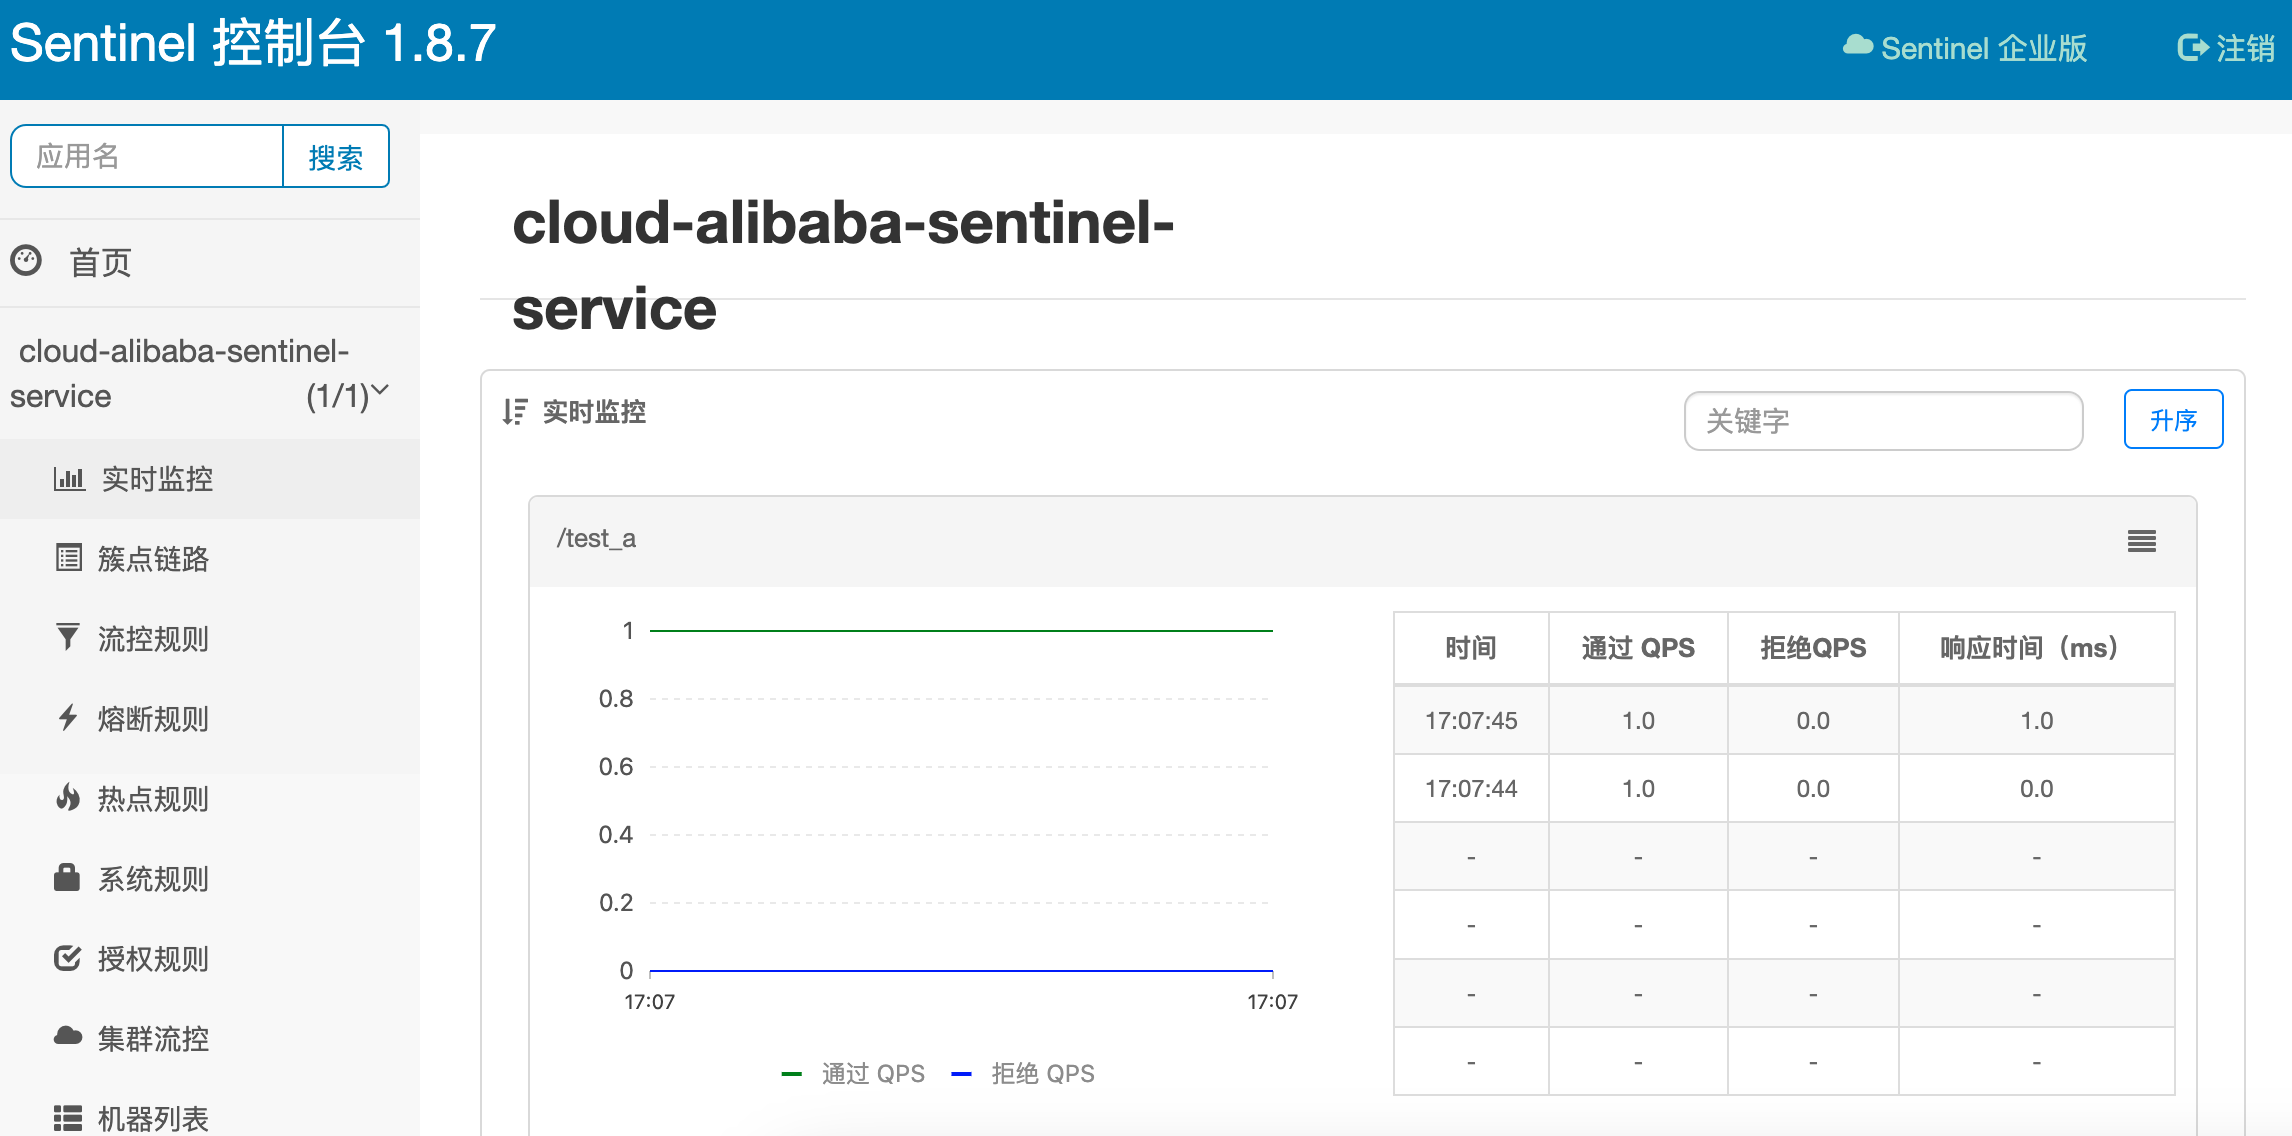 Sentinel 控制台 1.8.7
Sentinel 企业版
注销
应用名
搜索
首页
cloud-alibaba-sentinel-
service (1/1)
实时监控
簇点链路
流控规则
熔断规则
热点规则
系统规则
授权规则
集群流控
机器列表
cloud-alibaba-sentinel-
service
实时监控
关键字
升序
/test_a
1
0.8
0.6
0.4
0.2
0
17:07 17:07
通过 QPS 拒绝 QPS
时间 通过 QPS 拒绝QPS 响应时间（ms）
17:07:45 1.0 0.0 1.0
17:07:44 1.0 0.0 0.0
- - - -
- - - -
- - - -
- - - -